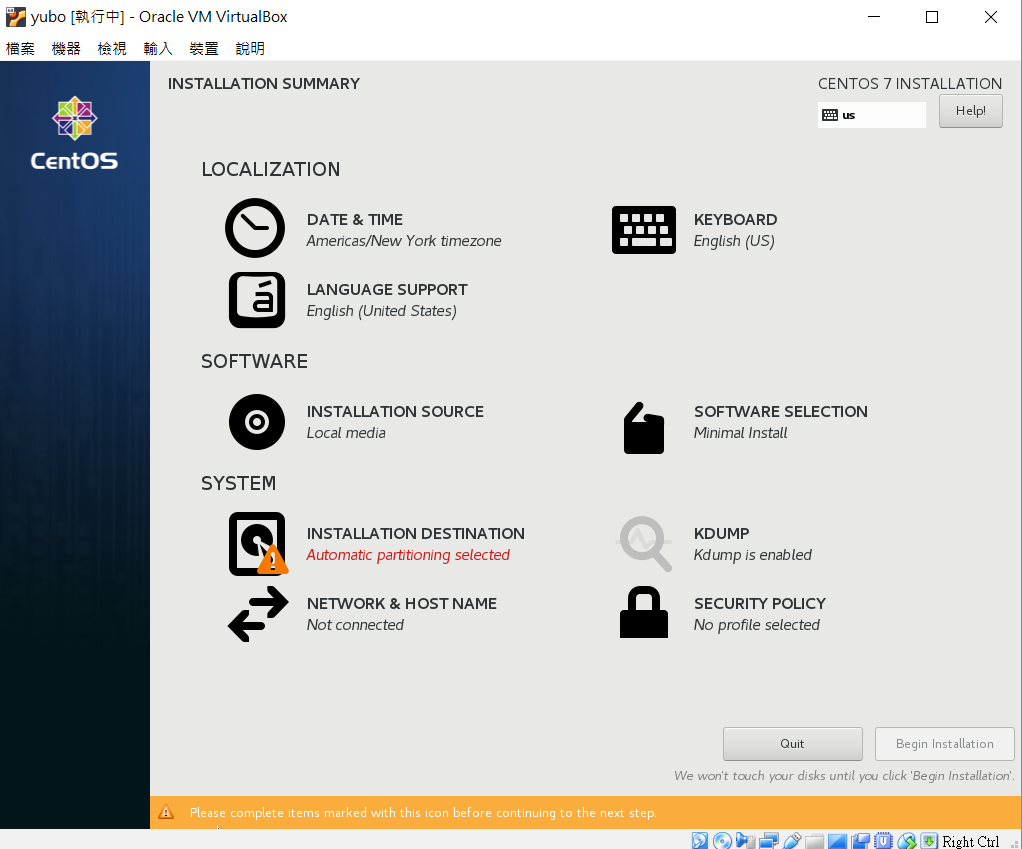 yubo [執行中] - Oracle VM VirtualBox
檔案 機器 檢視 輸入 裝置 說明
INSTALLATION SUMMARY
CENTOS 7 INSTALLATION
us
Help!
CentOS
LOCALIZATION
DATE & TIME
Americas/New York timezone
KEYBOARD
English (US)
LANGUAGE SUPPORT
English (United States)
SOFTWARE
INSTALLATION SOURCE
Local media
SOFTWARE SELECTION
Minimal Install
SYSTEM
INSTALLATION DESTINATION
Automatic partitioning selected
KDUMP
Kdump is enabled
NETWORK & HOST NAME
Not connected
SECURITY POLICY
No profile selected
Quit
Begin Installation
We won't touch your disks until you click 'Begin Installation'.
Please complete items marked with this icon before continuing to the next step.
Right Ctrl